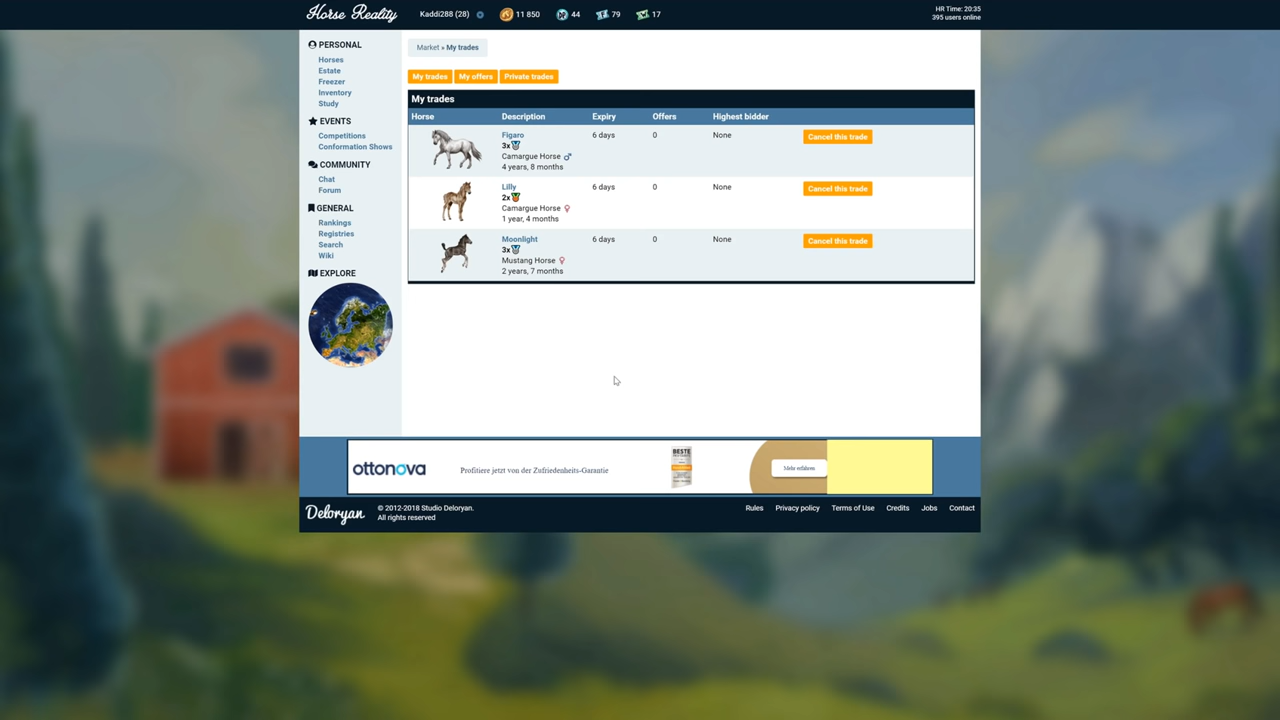 Horse Reality
Kaddi288 (28)
11 850
44
79
17
HR Time: 20:35
395 users online
PERSONAL
Horses
Estate
Freezer
Inventory
Study
EVENTS
Competitions
Conformation Shows
COMMUNITY
Chat
Forum
GENERAL
Rankings
Registries
Search
Wiki
EXPLORE
Market » My trades
My trades
My offers
Private trades
My trades
Horse Description Expiry Offers Highest bidder
Figaro
3x
Camargue Horse
4 years, 8 months
6 days
0
None
Cancel this trade
Lilly
2x
Camargue Horse
1 year, 4 months
6 days
0
None
Cancel this trade
Moonlight
3x
Mustang Horse
2 years, 7 months
6 days
0
None
Cancel this trade
ottonova
Profitiere jetzt von der Zufriedenheits-Garantie
BESTE
Mehr erfahren
Deloryan
© 2012-2018 Studio Deloryan.
All rights reserved
Rules
Privacy policy
Terms of Use
Credits
Jobs
Contact